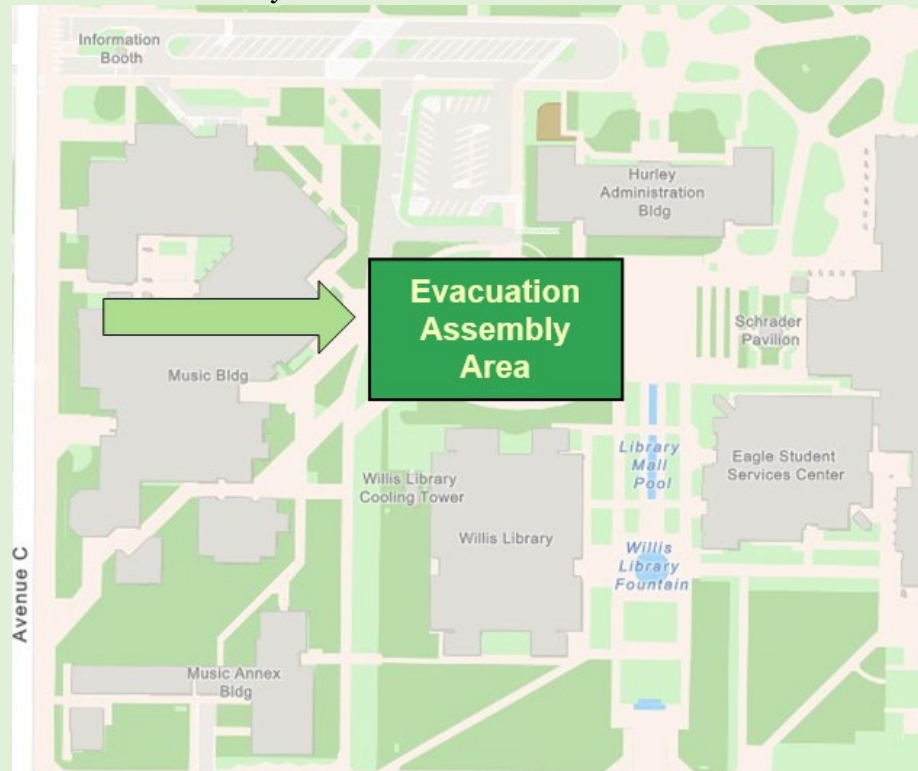 Information
Booth
Hurley
Administration
Bldg
Evacuation
Assembly
Area
Schrader
Pavilion
Music Bldg
Library
Mall
Pool
Eagle Student
Services Center
Willis Library
Cooling Tower
Willis Library
Willis
Library
Fountain
Avenue C
Music Annex
Bldg